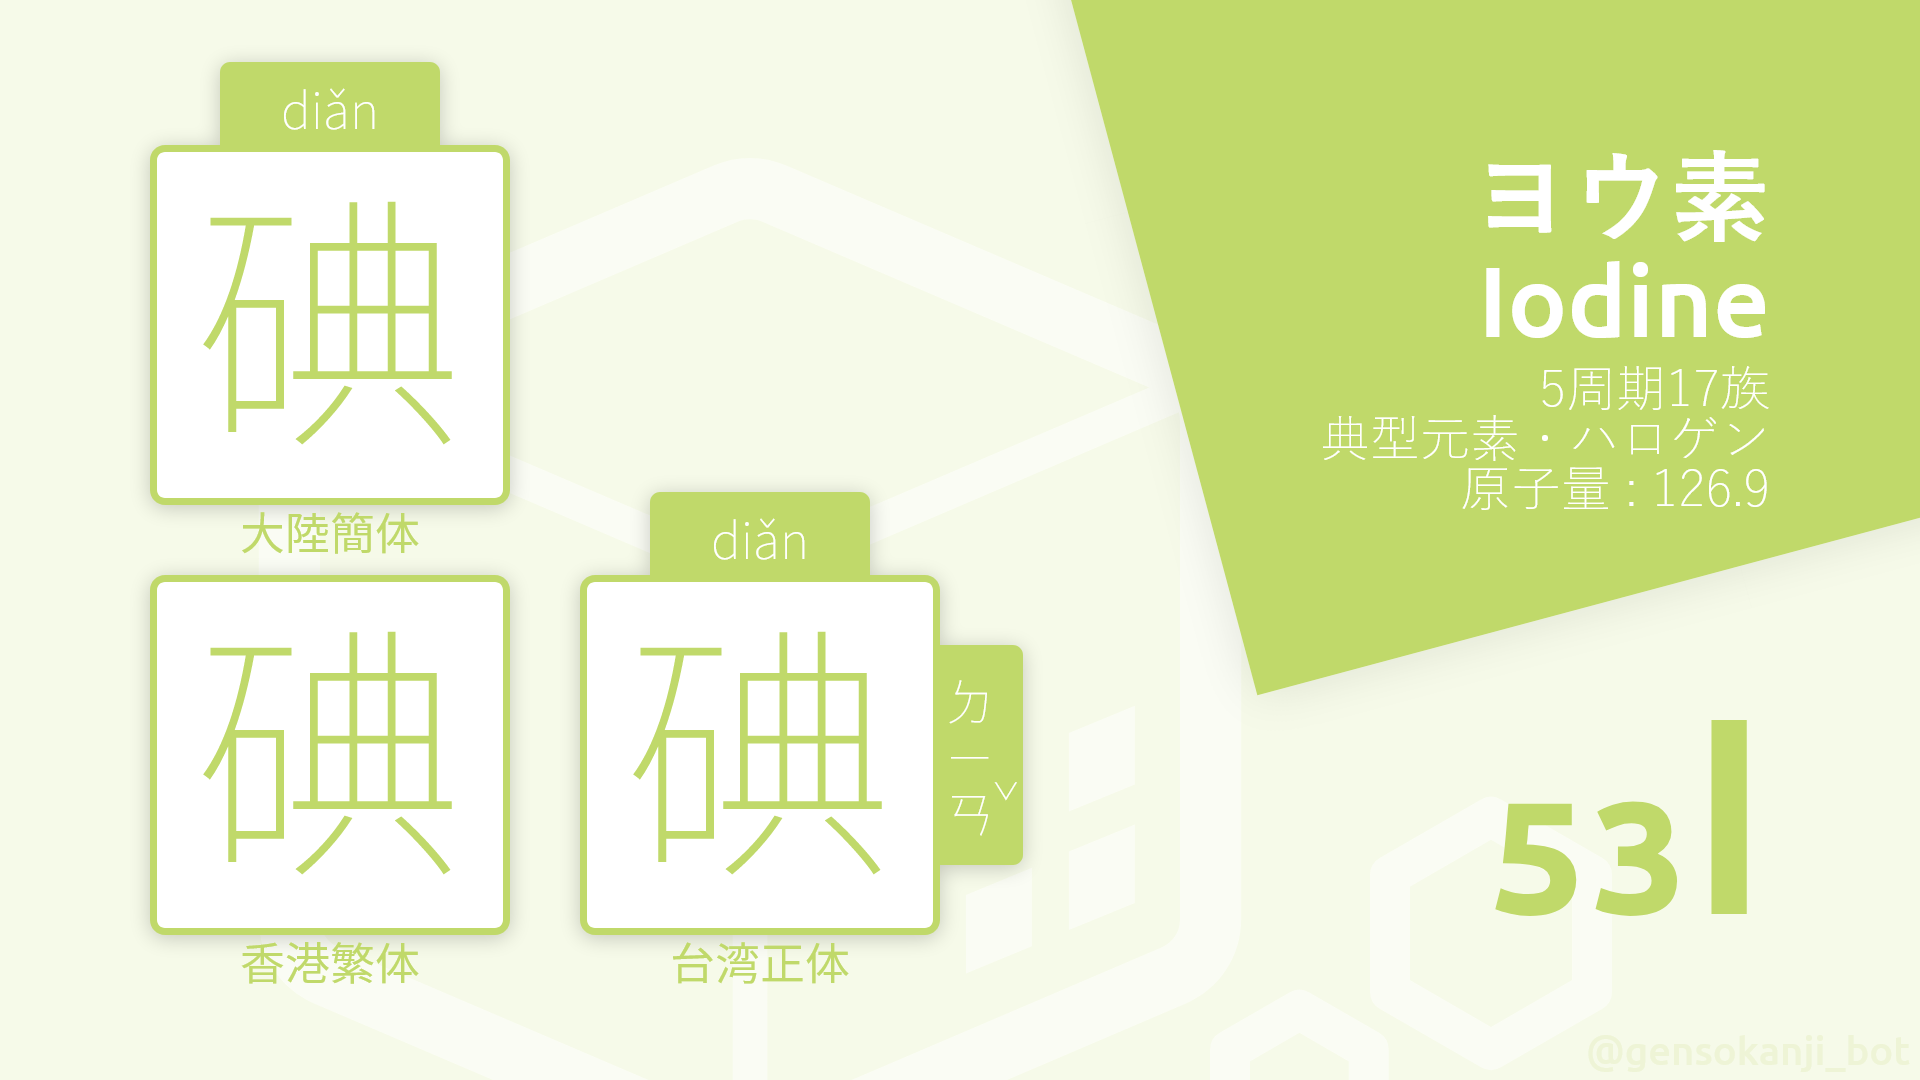 diǎn
碘
大陸簡体
碘
香港繁体
diǎn
碘
ㄉㄧㄢˇ
台湾正体
ヨウ素
Iodine
5周期17族
典型元素・ハロゲン
原子量：126.9
53I
@gensokanji_bot